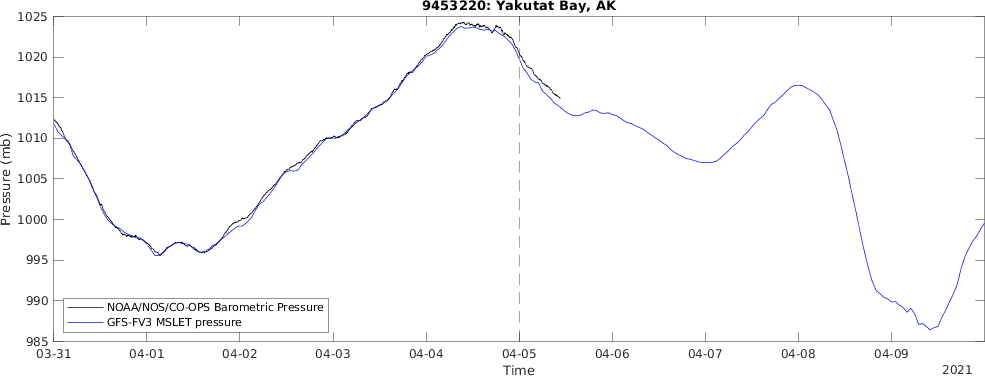 9453220: Yakutat Bay, AK
1025
1020
1015
1010
1005
1000
995
990
985
Pressure (mb)
NOAA/NOS/CO-OPS Barometric Pressure
GFS-FV3 MSLET pressure
03-31 04-01 04-02 04-03 04-04 04-05 04-06 04-07 04-08 04-09
Time
2021